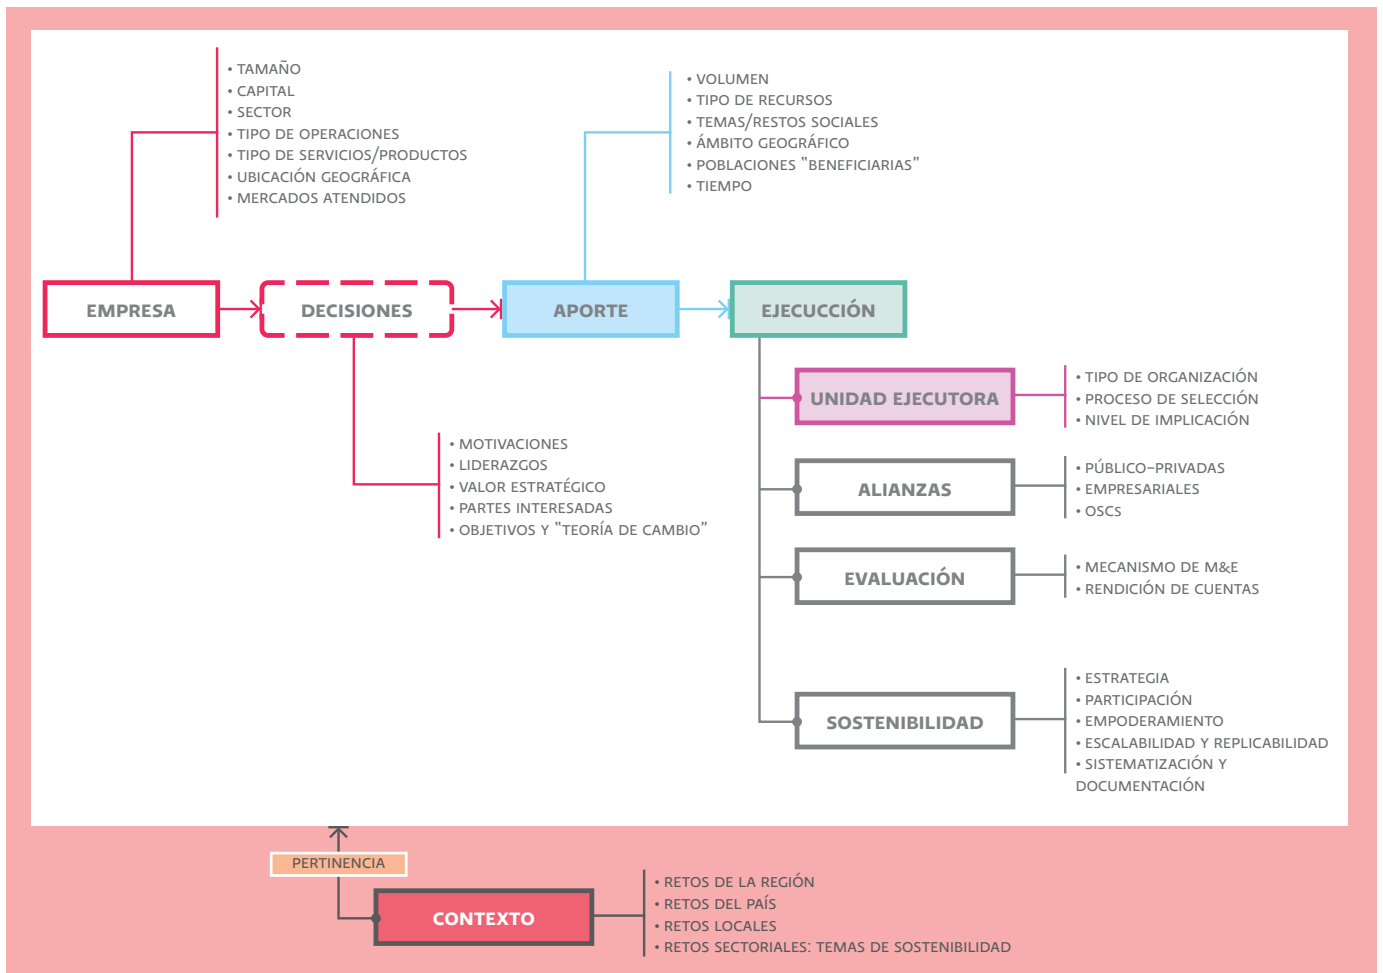 • TAMAÑO
• CAPITAL
• SECTOR
• TIPO DE OPERACIONES
• TIPO DE SERVICIOS/PRODUCTOS
• UBICACIÓN GEOGRÁFICA
• MERCADOS ATENDIDOS
• VOLUMEN
• TIPO DE RECURSOS
• TEMAS/RESTOS SOCIALES
• ÁMBITO GEOGRÁFICO
• POBLACIONES “BENEFICIARIAS”
• TIEMPO
EMPRESA
DECISIONES
APORTE
EJECUCCIÓN
• MOTIVACIONES
• LIDERAZGOS
• VALOR ESTRATÉGICO
• PARTES INTERESADAS
• OBJETIVOS Y “TEORÍA DE CAMBIO”
UNIDAD EJECUTORA
• TIPO DE ORGANIZACIÓN
• PROCESO DE SELECCIÓN
• NIVEL DE IMPLICACIÓN
ALIANZAS
• PÚBLICO-PRIVADAS
• EMPRESARIALES
• OSCs
EVALUACIÓN
• MECANISMO DE M&E
• RENDICIÓN DE CUENTAS
SOSTENIBILIDAD
• ESTRATEGIA
• PARTICIPACIÓN
• EMPODERAMIENTO
• ESCALABILIDAD Y REPLICABILIDAD
• SISTEMATIZACIÓN Y
DOCUMENTACIÓN
PERTINENCIA
CONTEXTO
• RETOS DE LA REGIÓN
• RETOS DEL PAÍS
• RETOS LOCALES
• RETOS SECTORIALES: TEMAS DE SOSTENIBILIDAD